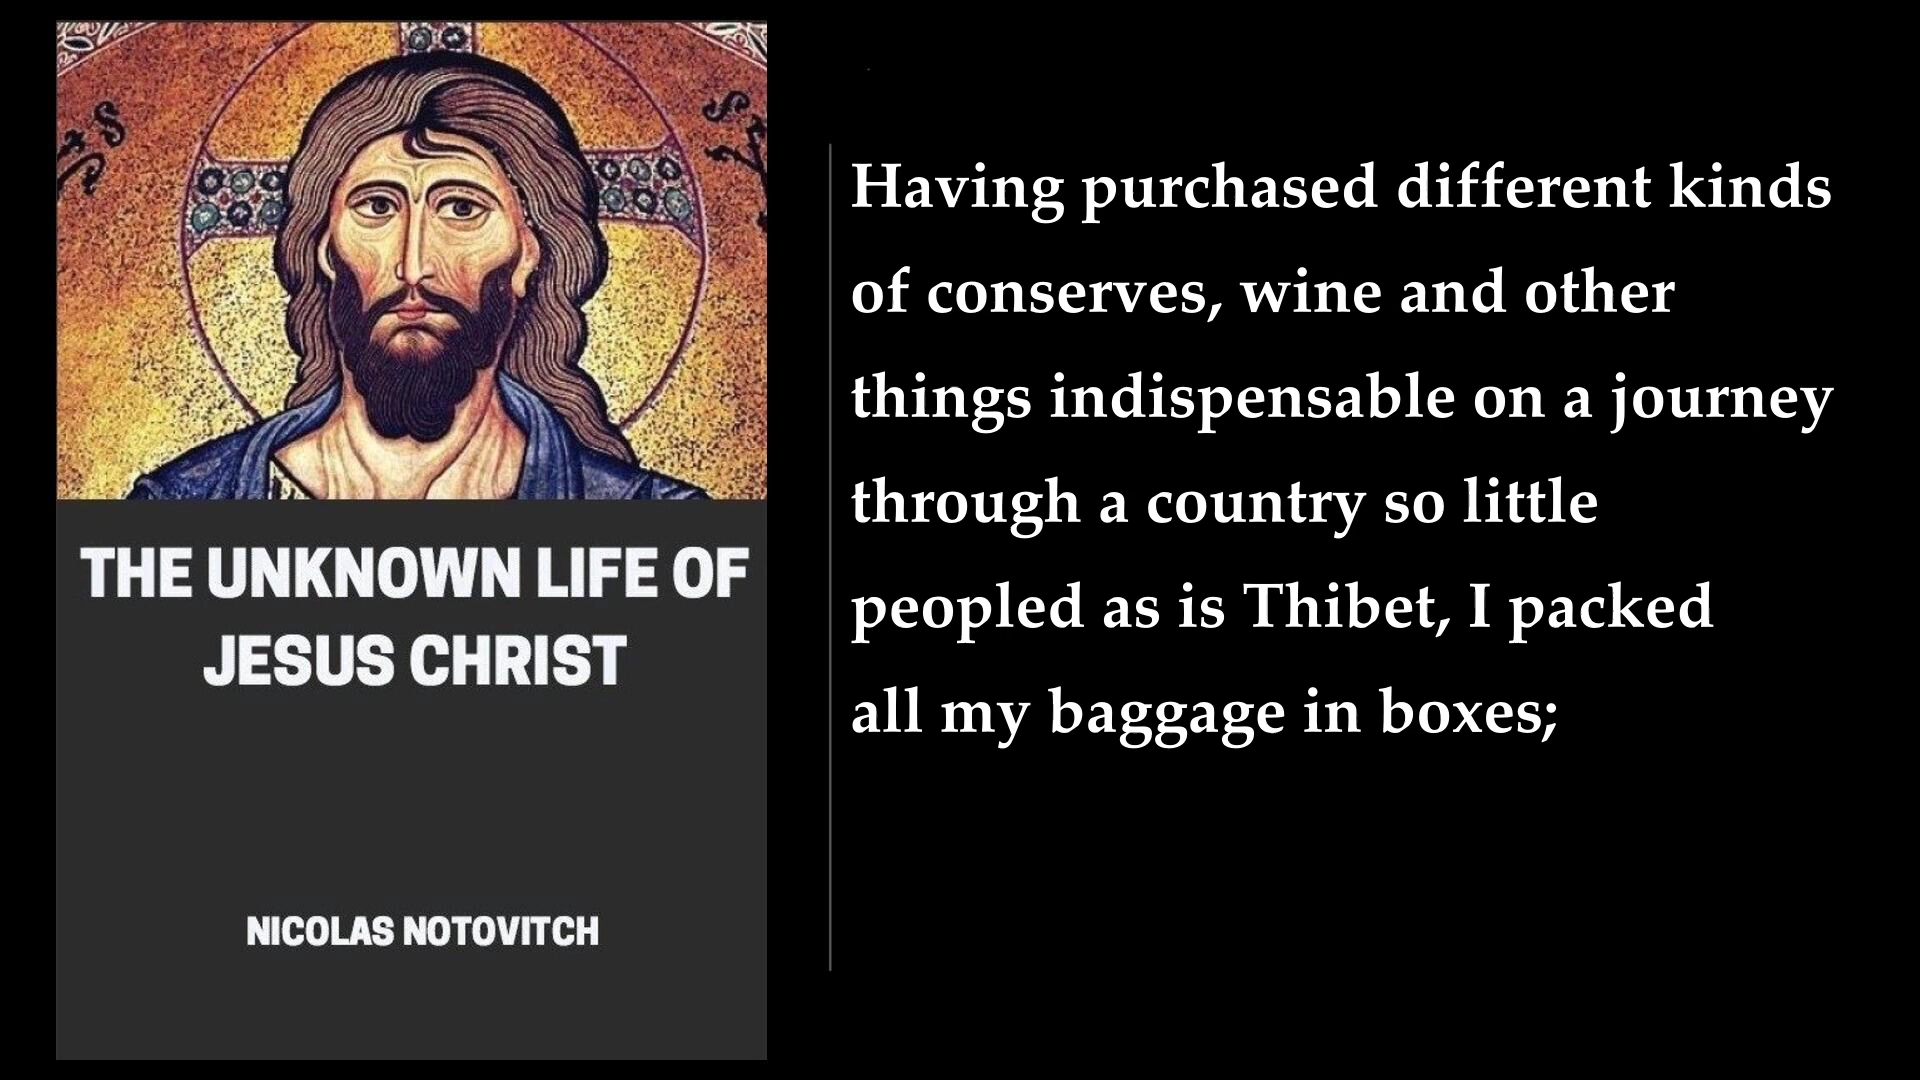 THE UNKNOWN LIFE OF
JESUS CHRIST
NICOLAS NOTOVITCH
Having purchased different kinds
of conserves, wine and other
things indispensable on a journey
through a country so little
peopled as is Thibet, I packed
all my baggage in boxes;